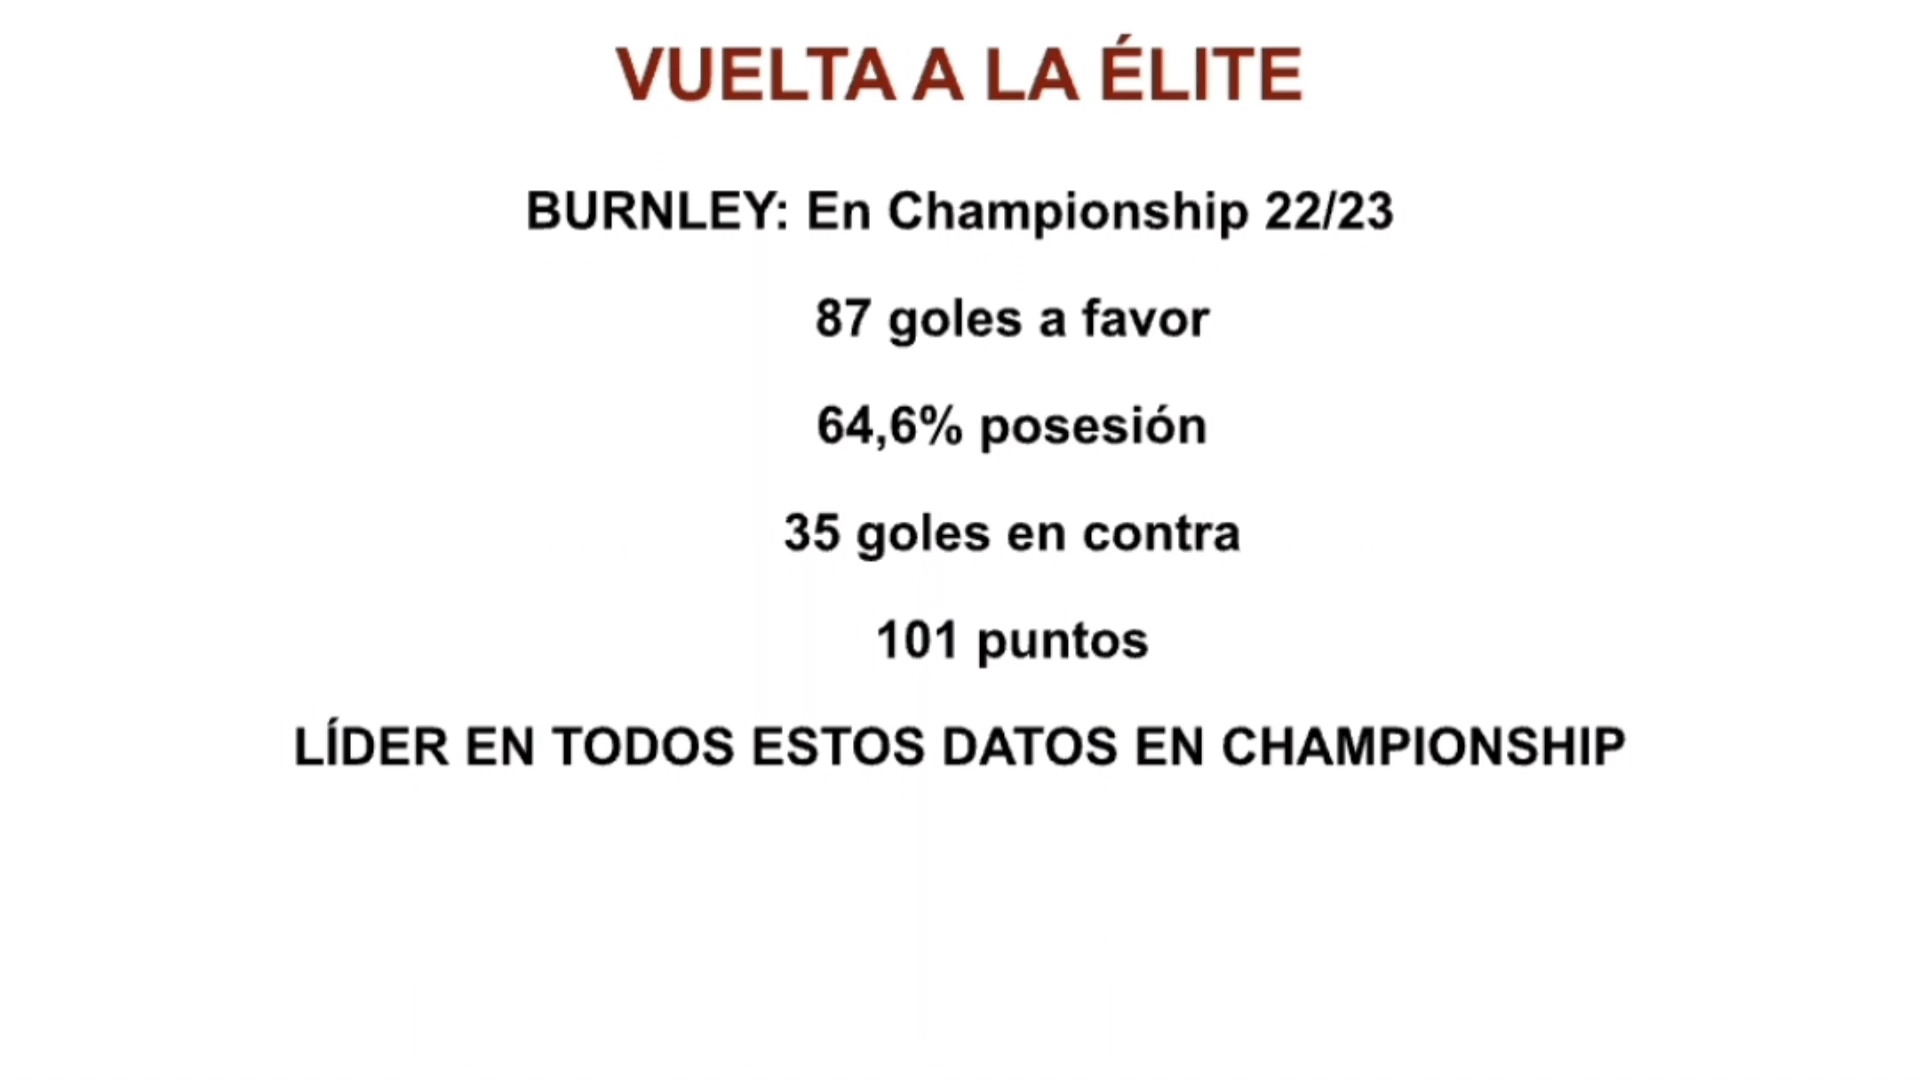 VUELTA A LA ÉLITE
BURNLEY: En Championship 22/23
87 goles a favor
64,6% posesión
35 goles en contra
101 puntos
LÍDER EN TODOS ESTOS DATOS EN CHAMPIONSHIP